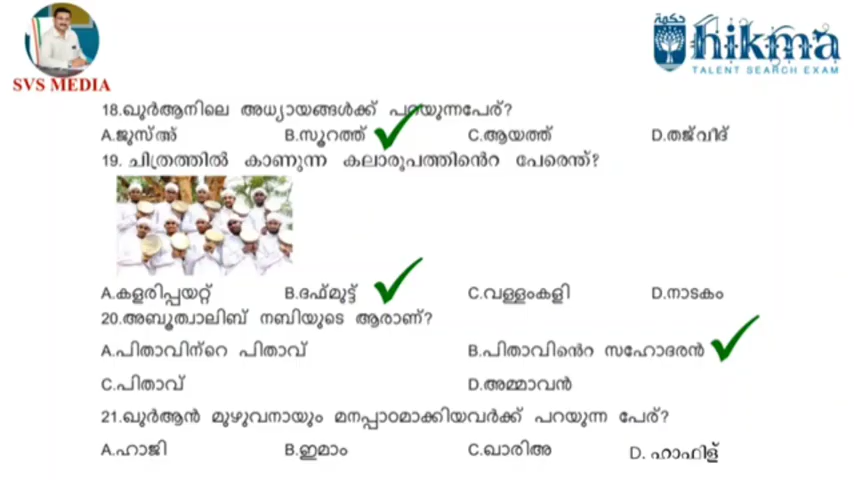 حكمة
hikma
TALENT SEARCH EXAM
SVS MEDIA
18.ഖുർആനിലെ അധ്യായങ്ങൾക്ക് പറയുന്നപേര്?
A.ജുസ്അ് B.സൂറത്ത് C.ആയത്ത് D.തജ്‌വീദ്
19. ചിത്രത്തിൽ കാണുന്ന കലാരൂപത്തിൻെറ പേരെന്ത്?
A.കളരിപ്പയറ്റ് B.ദഫ്മുട്ട് C.വള്ളംകളി D.നാടകം
20.അബൂത്വാലിബ് നബിയുടെ ആരാണ്?
A.പിതാവിന്റെ പിതാവ് B.പിതാവിൻെറ സഹോദരൻ
C.പിതാവ് D.അമ്മാവൻ
21.ഖുർആൻ മുഴുവനായും മനപ്പാഠമാക്കിയവർക്ക് പറയുന്ന പേര്?
A.ഹാജി B.ഇമാം C.ഖാരിഅ D. ഹാഫിള്